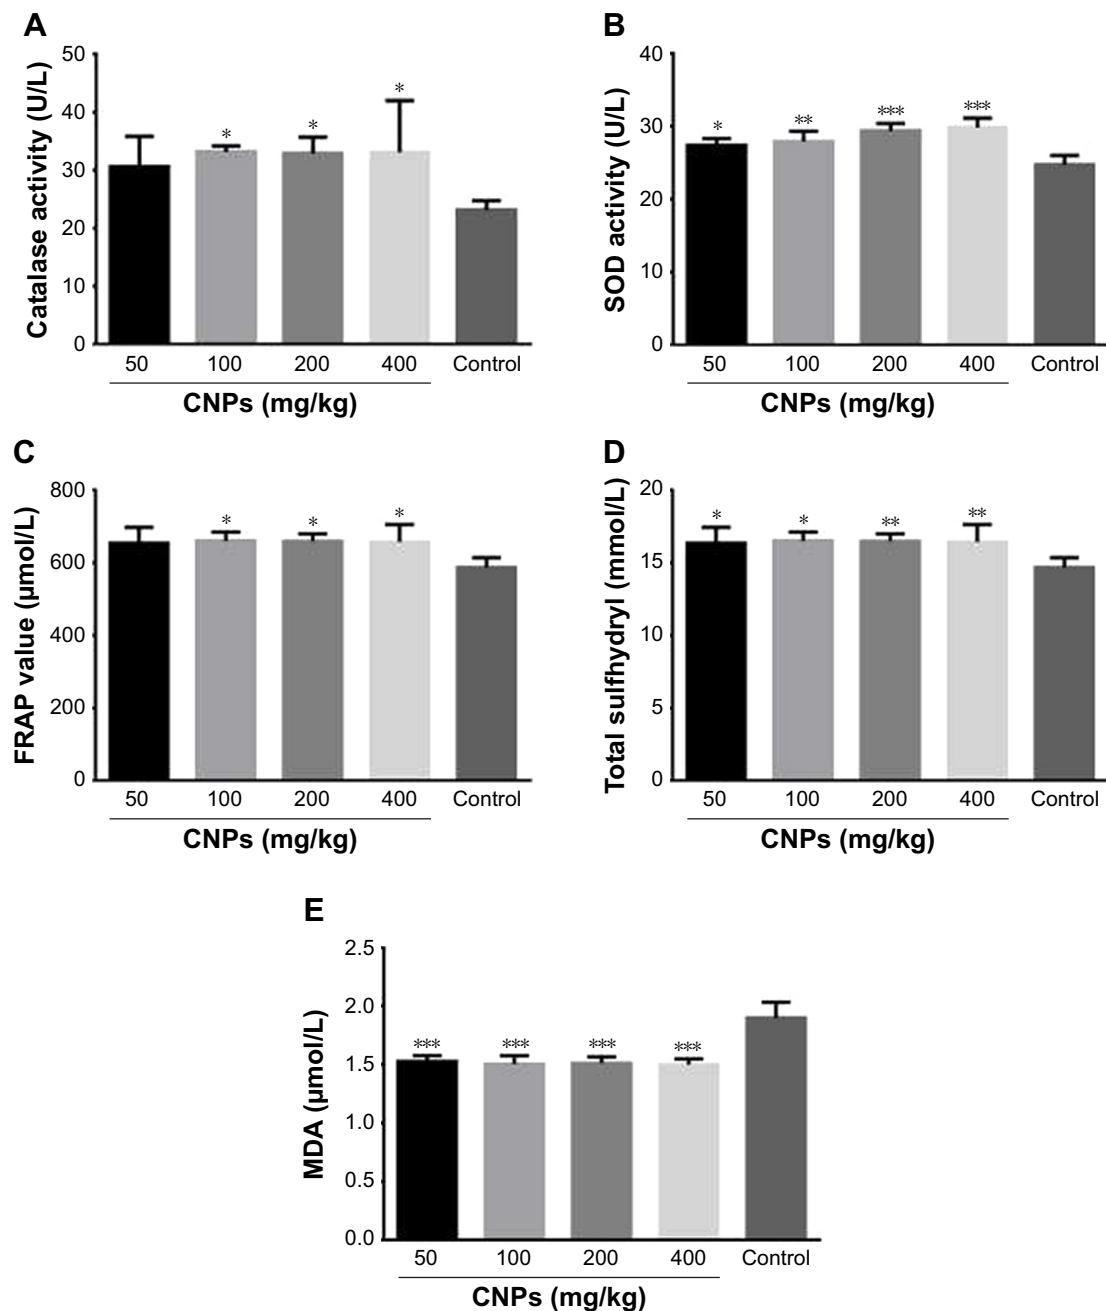 A
Catalase activity (U/L)
50
40
30
20
10
0
*
*
*
50 100 200 400 Control
CNPs (mg/kg)
B
SOD activity (U/L)
40
30
20
10
0
*
**
***
***
50 100 200 400 Control
CNPs (mg/kg)
C
FRAP value (μmol/L)
800
600
400
200
0
*
*
*
50 100 200 400 Control
CNPs (mg/kg)
D
Total sulfhydryl (mmol/L)
20
15
10
5
0
*
*
**
**
50 100 200 400 Control
CNPs (mg/kg)
E
MDA (μmol/L)
2.5
2.0
1.5
1.0
0.5
0.0
***
***
***
***
50 100 200 400 Control
CNPs (mg/kg)